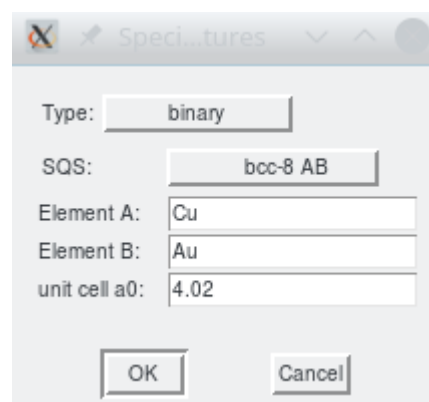 Speci...tures
Type: binary
SQS: bcc-8 AB
Element A: Cu
Element B: Au
unit cell a0: 4.02
OK Cancel